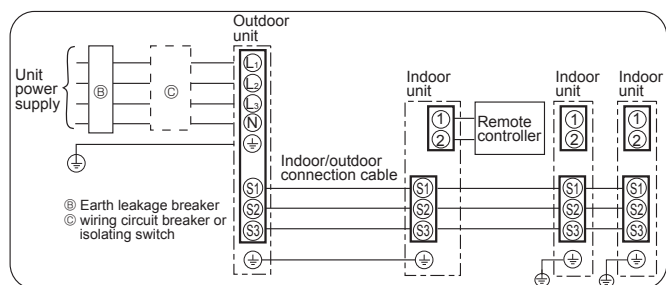 Outdoor
unit
Unit
power
supply
Ⓑ
Ⓒ
L1
L2
L3
N
Indoor
unit
Indoor
unit
Indoor
unit
1
2
Remote
controller
1
2
1
2
Indoor/outdoor
connection cable
Ⓑ Earth leakage breaker
Ⓒ wiring circuit breaker or
isolating switch
S1
S2
S3
S1
S2
S3
S1
S2
S3
S1
S2
S3